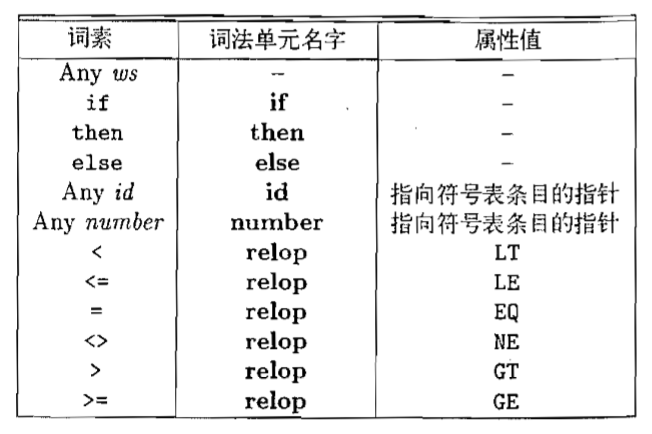 词素 词法单元名字 属性值
Any ws – –
if if –
then then –
else else –
Any id id 指向符号表条目的指针
Any number number 指向符号表条目的指针
< relop LT
<= relop LE
= relop EQ
<> relop NE
> relop GT
>= relop GE